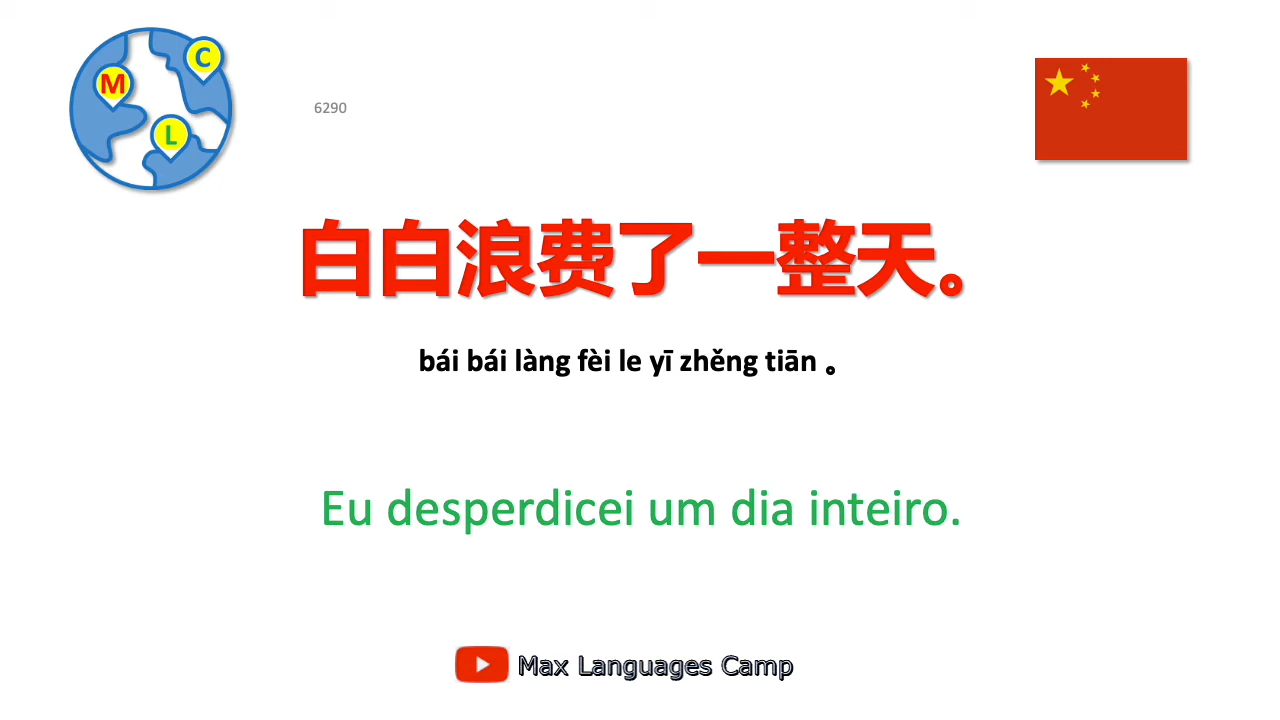 C
M
L
6290
白白浪费了一整天。
bái bái làng fèi le yī zhěng tiān 。
Eu desperdicei um dia inteiro.
Max Languages Camp